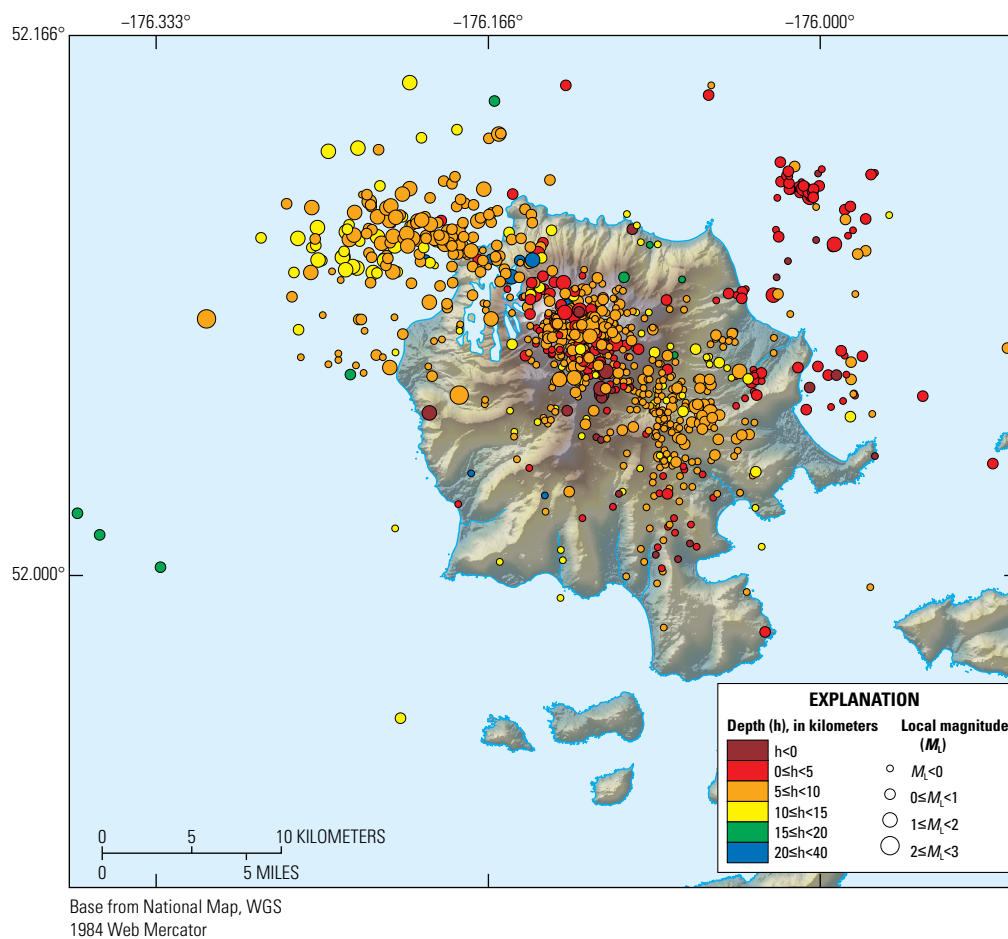 −176.333° −176.166° −176.000°
52.166°
52.000°
EXPLANATION
Depth (h), in kilometers Local magnitude
(ML)
h<0
0≤h<5
5≤h<10
10≤h<15
15≤h<20
20≤h<40
ML<0
0≤ML<1
1≤ML<2
2≤ML<3
0 5 10 KILOMETERS
0 5 MILES
Base from National Map, WGS
1984 Web Mercator